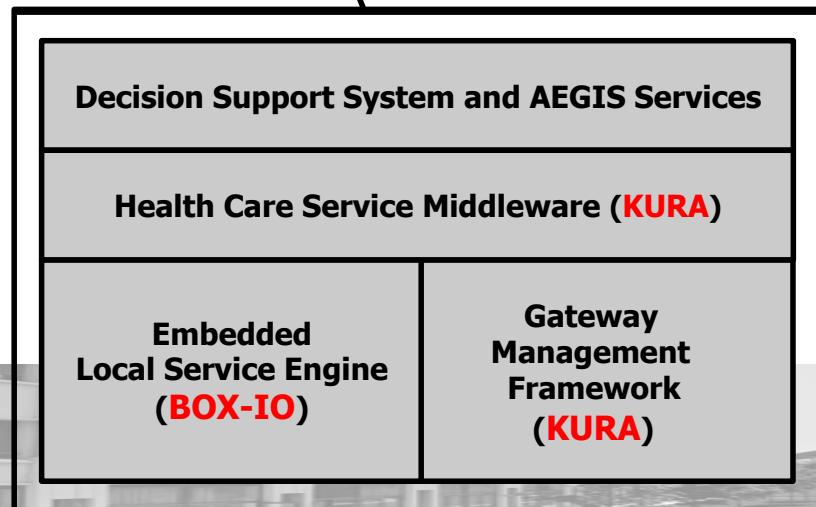 Decision Support System and AEGIS Services
Health Care Service Middleware (KURA)
Embedded
Local Service Engine
(BOX-IO)
Gateway
Management
Framework
(KURA)